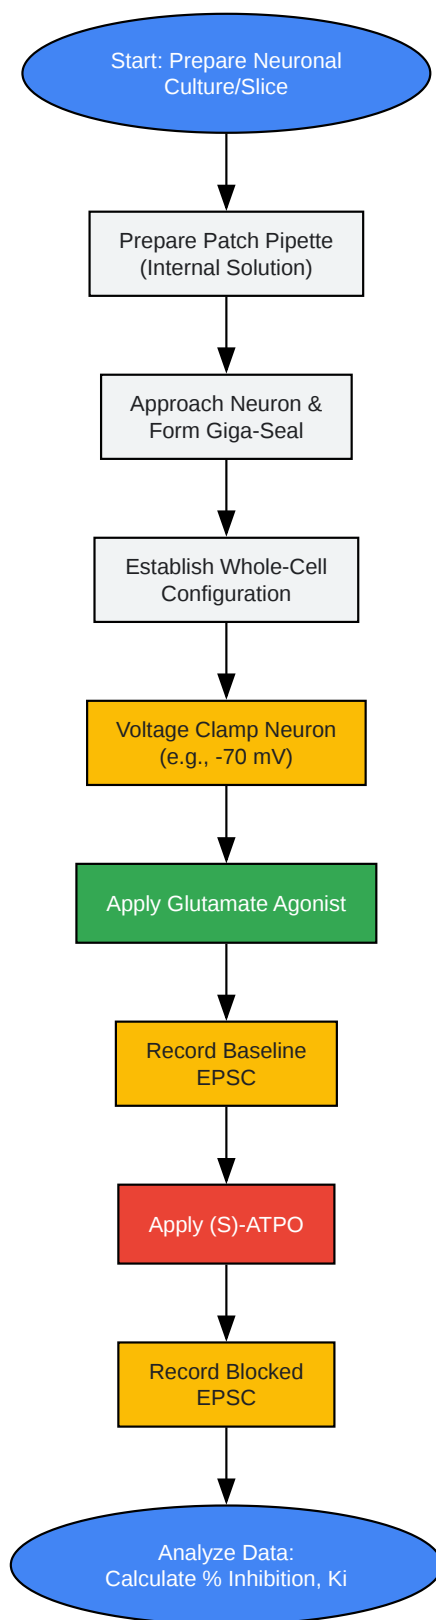 Start: Prepare Neuronal
Culture/Slice
Prepare Patch Pipette
(Internal Solution)
Approach Neuron &
Form Giga-Seal
Establish Whole-Cell
Configuration
Voltage Clamp Neuron
(e.g., -70 mV)
Apply Glutamate Agonist
Record Baseline
EPSC
Apply (S)-ATPO
Record Blocked
EPSC
Analyze Data:
Calculate % Inhibition, Ki